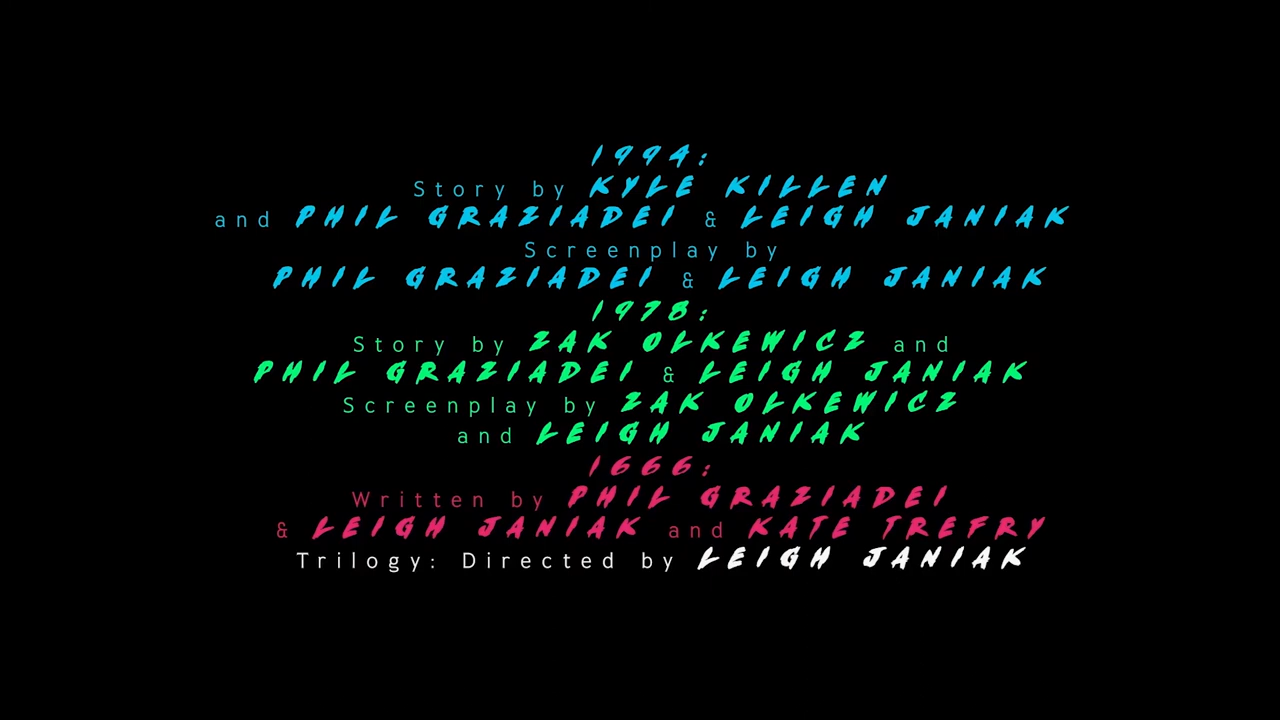 1994:
Story by KYLE KILLEN
and PHIL GRAZIADEI & LEIGH JANIAK
Screenplay by
PHIL GRAZIADEI & LEIGH JANIAK
1978:
Story by ZAK OLKEWICZ and
PHIL GRAZIADEI & LEIGH JANIAK
Screenplay by ZAK OLKEWICZ
and LEIGH JANIAK
1666:
Written by PHIL GRAZIADEI
& LEIGH JANIAK and KATE TREFRY
Trilogy: Directed by LEIGH JANIAK